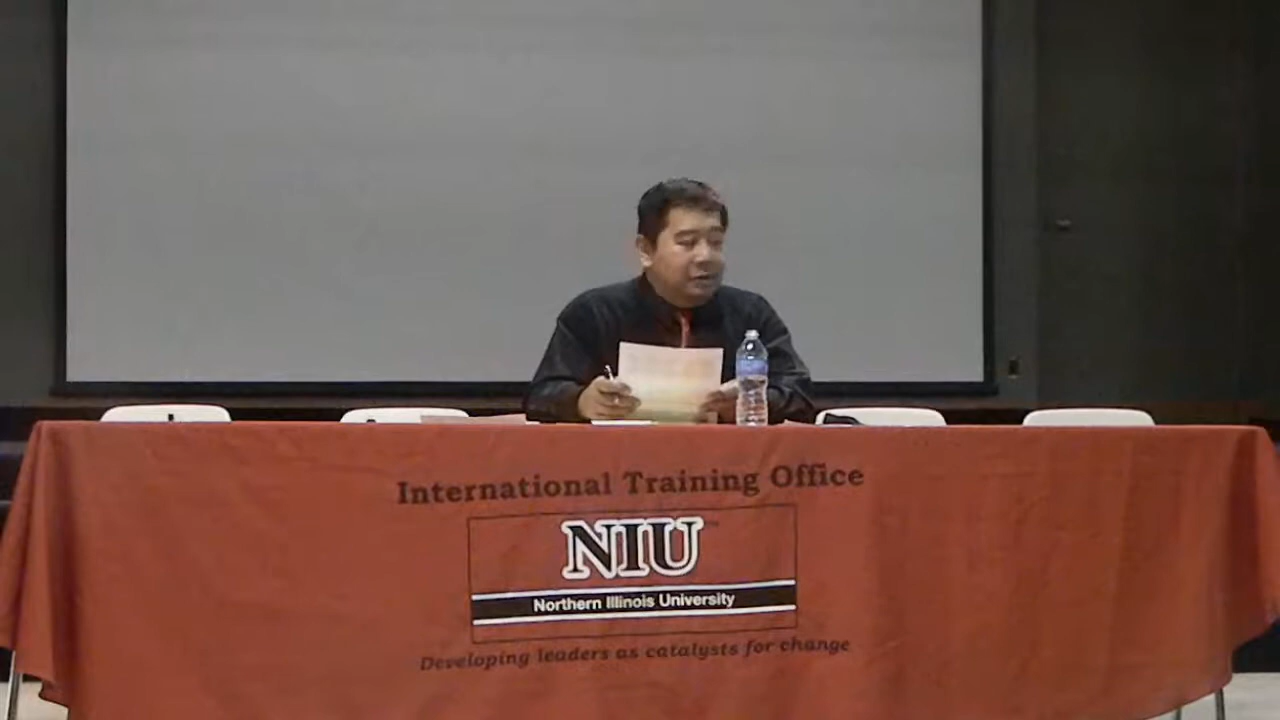 International Training Office
NIU
Northern Illinois University
Developing leaders as catalysts for change